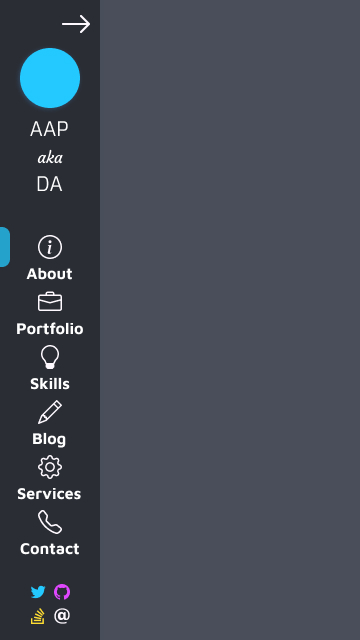 AAP
aka
DA
About
Portfolio
Skills
Blog
Services
Contact
@